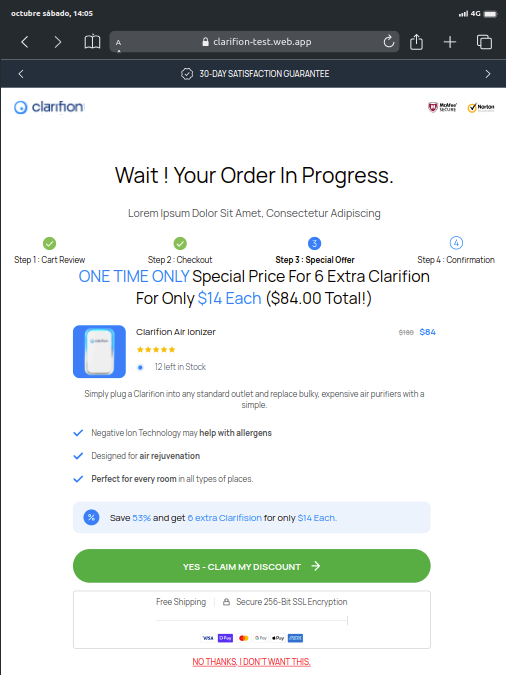 octubre sábado, 14:05
4G
A
clarifion-test.web.app
30-DAY SATISFACTION GUARANTEE
clarifion
McAfee
SECURE
Norton
Wait ! Your Order In Progress.
Lorem Ipsum Dolor Sit Amet, Consectetur Adipiscing
3
4
Step 1 : Cart Review
Step 2 : Checkout
Step 3 : Special Offer
Step 4 : Confirmation
ONE TIME ONLY Special Price For 6 Extra Clarifion
For Only $14 Each ($84.00 Total!)
Clarifion Air Ionizer
$180 $84
12 left in Stock
Simply plug a Clarifion into any standard outlet and replace bulky, expensive air purifiers with a
simple.
Negative Ion Technology may help with allergens
Designed for air rejuvenation
Perfect for every room in all types of places.
% Save 53% and get 6 extra Clarifision for only $14 Each.
YES - CLAIM MY DISCOUNT
Free Shipping
Secure 256-Bit SSL Encryption
VISA
Pay
G Pay
Pay
NO THANKS, I DON'T WANT THIS.